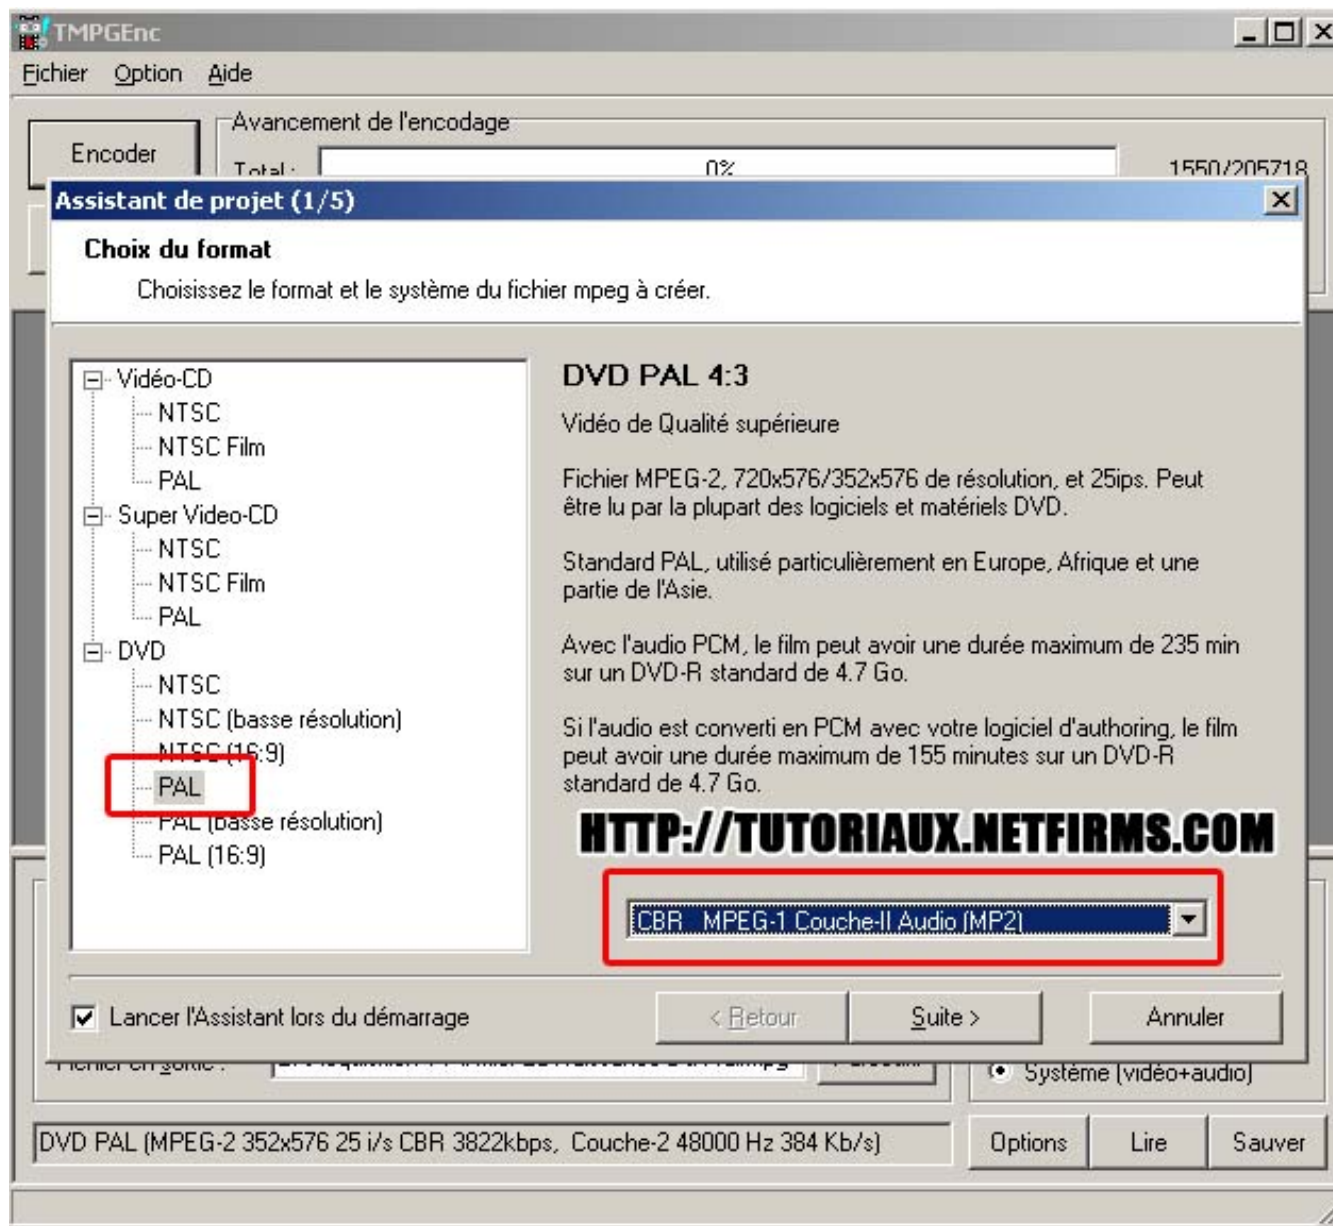 TMPGEnc
Fichier Option Aide
Avancement de l'encodage
Encoder
Total :
0%
1550/205718
Assistant de projet (1/5)
Choix du format
Choisissez le format et le système du fichier mpeg à créer.
Vidéo-CD
NTSC
NTSC Film
PAL
Super Video-CD
NTSC
NTSC Film
PAL
DVD
NTSC
NTSC (basse résolution)
NTSC (16:9)
PAL
PAL (basse résolution)
PAL (16:9)
DVD PAL 4:3
Vidéo de Qualité supérieure
Fichier MPEG-2, 720x576/352x576 de résolution, et 25ips. Peut
être lu par la plupart des logiciels et matériels DVD.
Standard PAL, utilisé particulièrement en Europe, Afrique et une
partie de l'Asie.
Avec l'audio PCM, le film peut avoir une durée maximum de 235 min
sur un DVD-R standard de 4.7 Go.
Si l'audio est converti en PCM avec votre logiciel d'authoring, le film
peut avoir une durée maximum de 155 minutes sur un DVD-R
standard de 4.7 Go.
HTTP://TUTORIAUX.NETFIRMS.COM
CBR MPEG-1 Couche-II Audio (MP2)
Lancer l'Assistant lors du démarrage
< Retour
Suite >
Annuler
Fichier en sortie :
Système (vidéo+audio)
DVD PAL (MPEG-2 352x576 25 i/s CBR 3822kbps, Couche-2 48000 Hz 384 Kb/s)
Options
Lire
Sauver